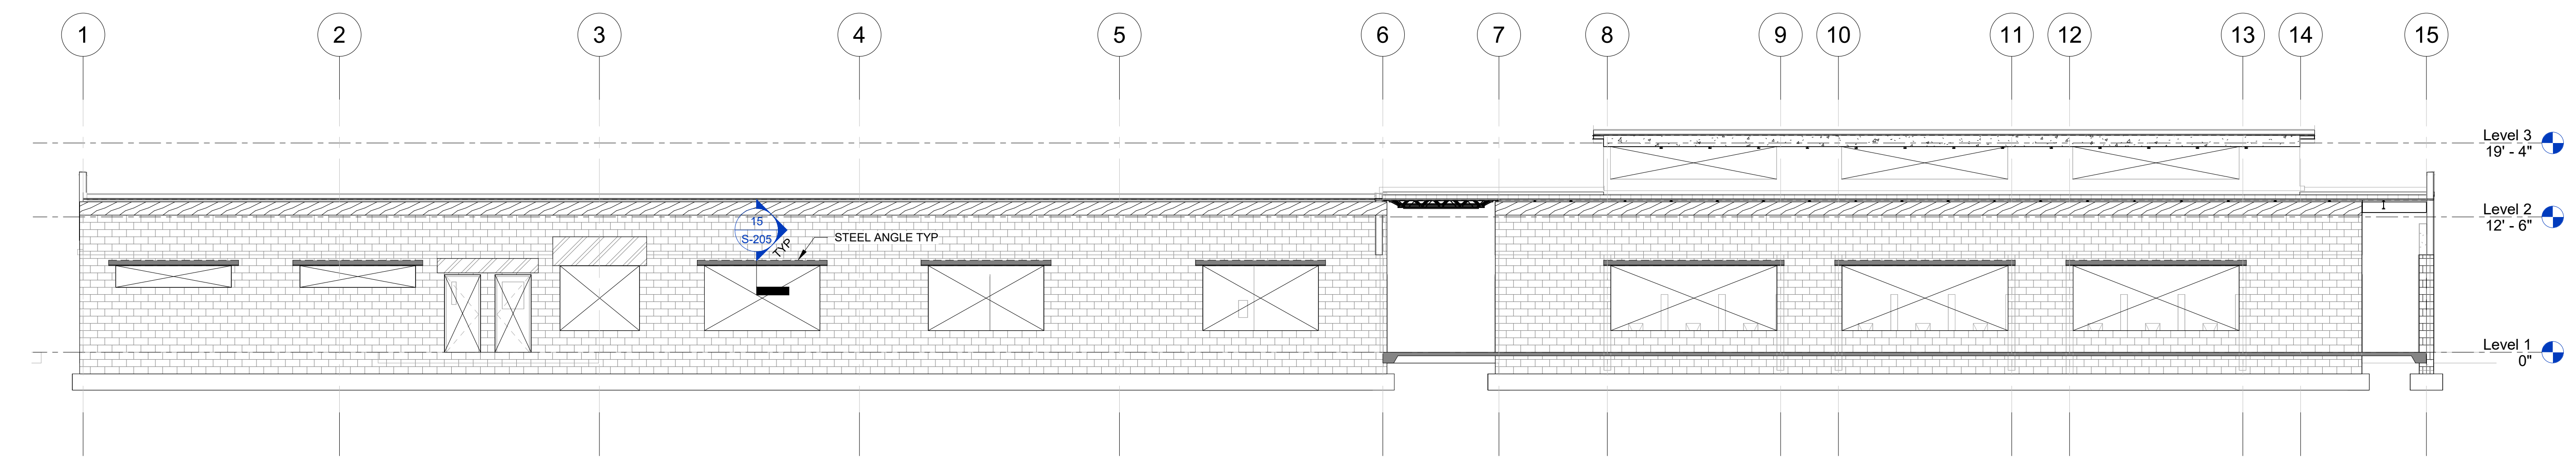 1 2 3 4 5 6 7 8 9 10 11 12 13 14 15
Level 3
19' - 4"
15
S-205
TYP
STEEL ANGLE TYP
Level 2
12' - 6"
Level 1
0"